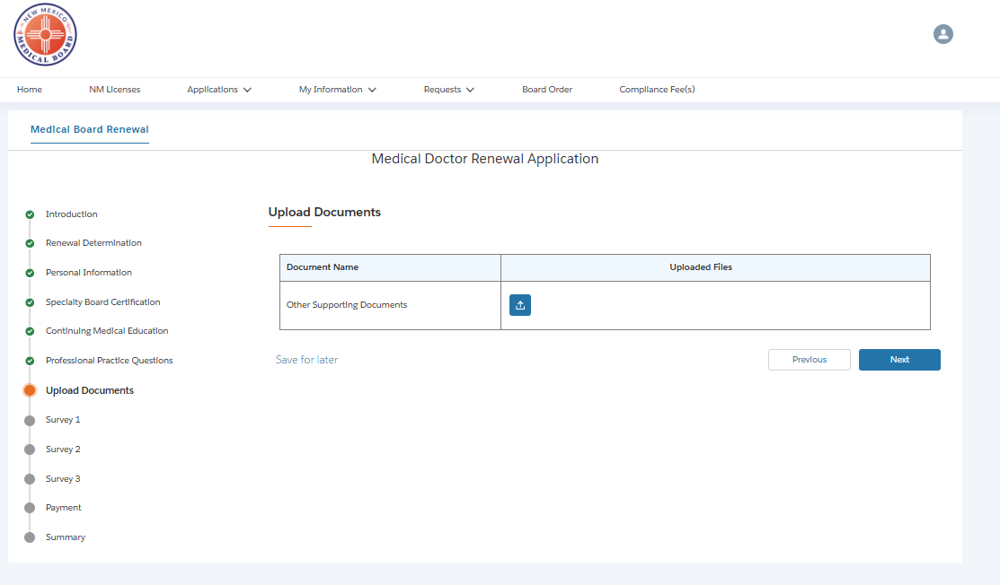 NEW MEXICO
MEDICAL BOARD
Home NM Licenses Applications My Information Requests Board Order Compliance Fee(s)
Medical Board Renewal
Medical Doctor Renewal Application
Introduction
Renewal Determination
Personal Information
Specialty Board Certification
Continuing Medical Education
Professional Practice Questions
Upload Documents
Survey 1
Survey 2
Survey 3
Payment
Summary
Upload Documents
Document Name Uploaded Files
Other Supporting Documents
Save for later Previous Next